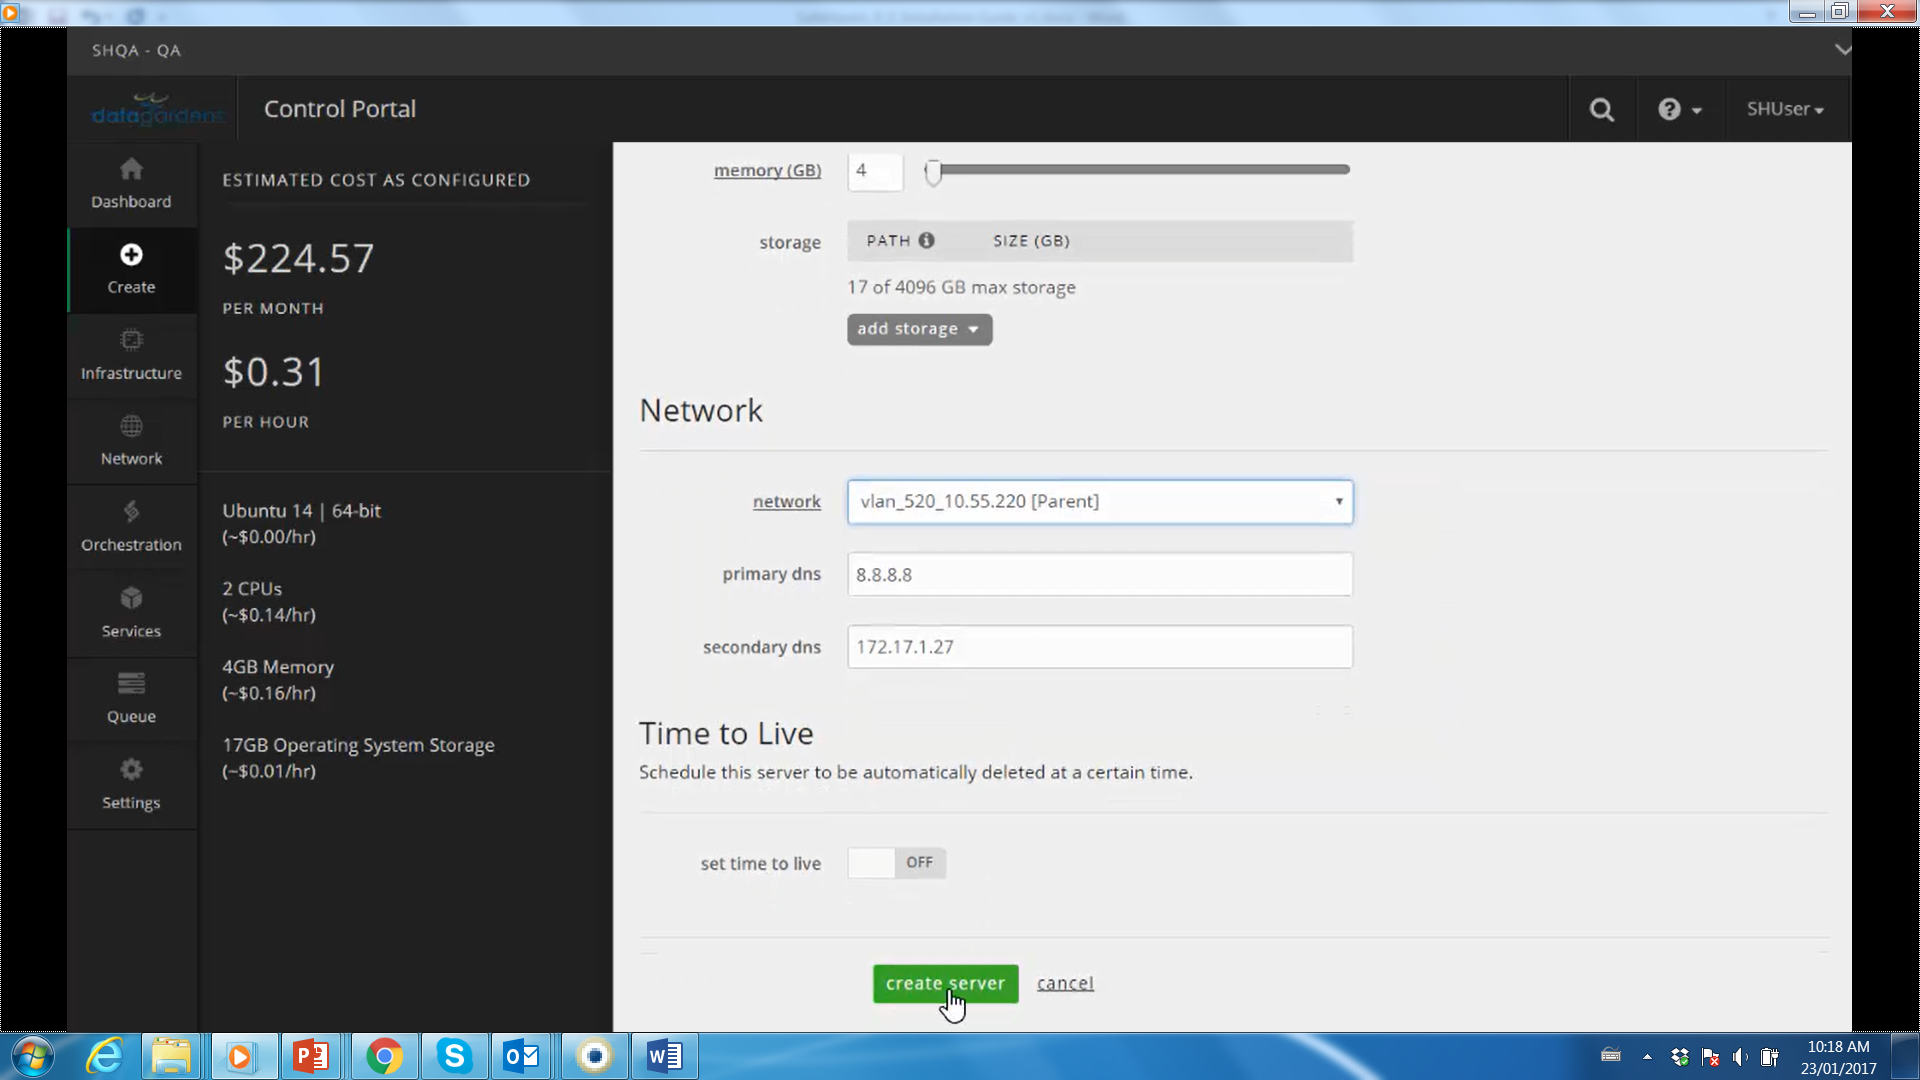 SHQA - QA
datagardens
Control Portal
SHUser
Dashboard
Create
Infrastructure
Network
Orchestration
Services
Queue
Settings
ESTIMATED COST AS CONFIGURED
$224.57
PER MONTH
$0.31
PER HOUR
Ubuntu 14 | 64-bit
(~$0.00/hr)
2 CPUs
(~$0.14/hr)
4GB Memory
(~$0.16/hr)
17GB Operating System Storage
(~$0.01/hr)
memory (GB) 4
storage PATH SIZE (GB)
17 of 4096 GB max storage
add storage
Network
network vlan_520_10.55.220 [Parent]
primary dns 8.8.8.8
secondary dns 172.17.1.27
Time to Live
Schedule this server to be automatically deleted at a certain time.
set time to live OFF
create server cancel
10:18 AM
23/01/2017